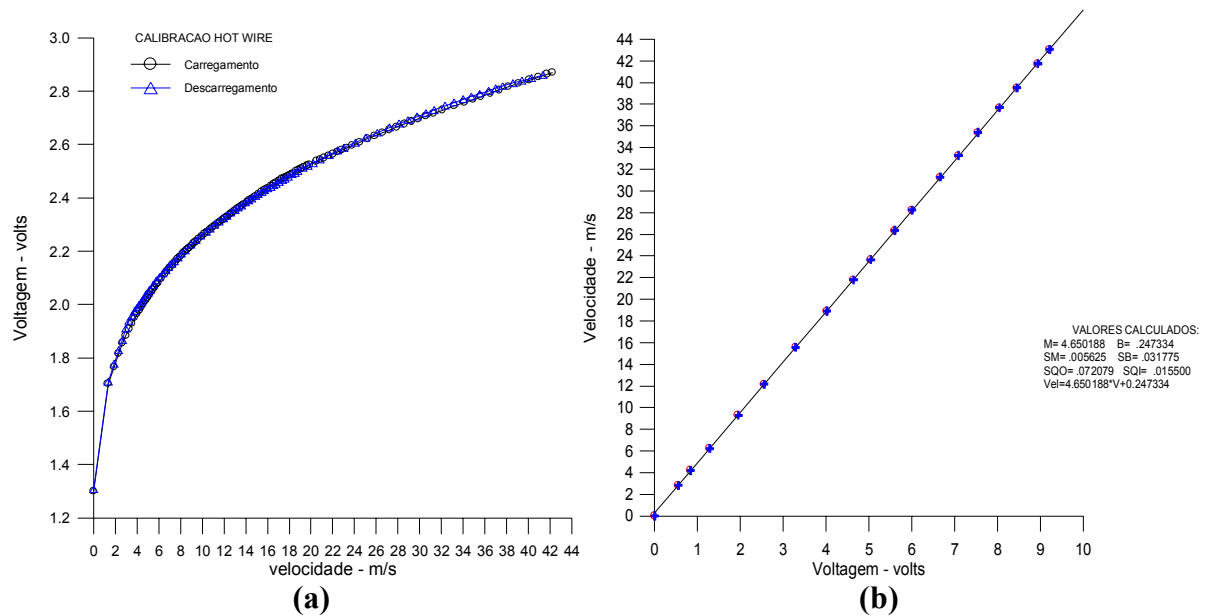 CALIBRACAO HOT WIRE
Carregamento
Descarregamento
Voltagem - volts
3.0
2.8
2.6
2.4
2.2
2.0
1.8
1.6
1.4
1.2
0 2 4 6 8 10 12 14 16 18 20 22 24 26 28 30 32 34 36 38 40 42 44
velocidade - m/s
(a)
Velocidade - m/s
44
42
40
38
36
34
32
30
28
26
24
22
20
18
16
14
12
10
8
6
4
2
0
0 1 2 3 4 5 6 7 8 9 10
Voltagem - volts
VALORES CALCULADOS:
M= 4.650188 B= .247334
SM= .005625 SB= .031775
SQO= .072079 SQI= .015500
Vel=4.650188*V+0.247334
(b)